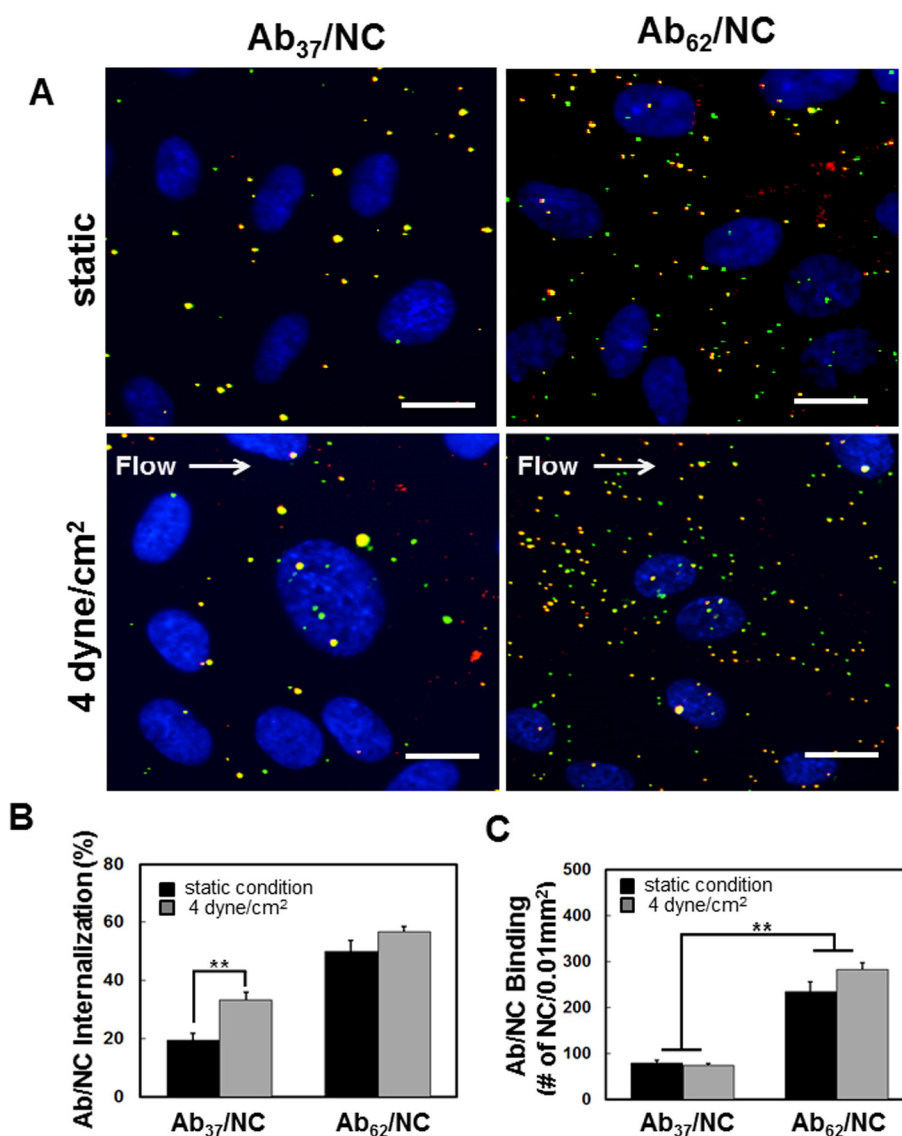 Ab₃₇/NC Ab₆₂/NC
A
static
4 dyne/cm²
Flow
Flow
B
Ab/NC Internalization (%)
80
60
40
20
0
static condition
4 dyne/cm²
**
Ab₃₇/NC Ab₆₂/NC
C
Ab/NC Binding
(# of NC/0.01mm²)
500
400
300
200
100
0
static condition
4 dyne/cm²
**
Ab₃₇/NC Ab₆₂/NC